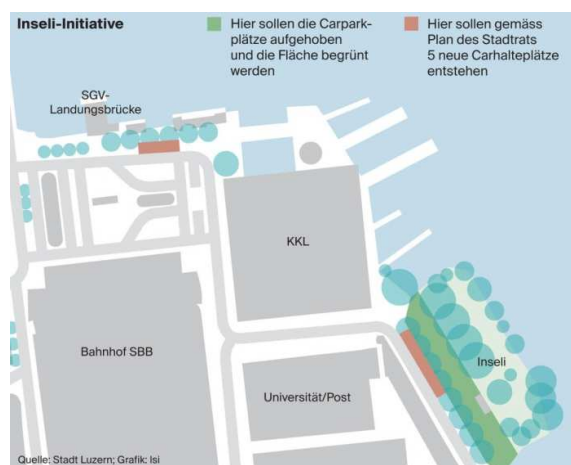 Inseli-Initiative
Hier sollen die Carpark-
plätze aufgehoben
und die Fläche begrünt
werden
Hier sollen gemäss
Plan des Stadtrats
5 neue Carhalteplätze
entstehen
SGV-
Landungsbrücke
KKL
Bahnhof SBB
Inseli
Universität/Post
Quelle: Stadt Luzern; Grafik: lsi